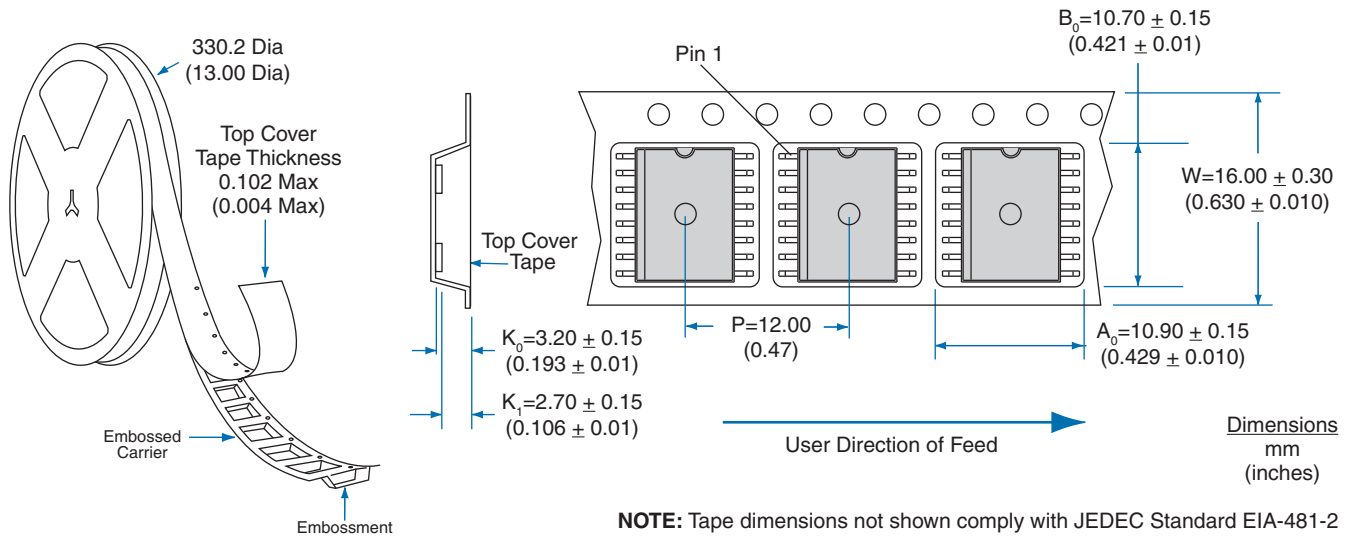 330.2 Dia
(13.00 Dia)
Top Cover
Tape Thickness
0.102 Max
(0.004 Max)
Embossed
Carrier
Embossment
Top Cover
Tape
K₀=3.20 ± 0.15
(0.193 ± 0.01)
K₁=2.70 ± 0.15
(0.106 ± 0.01)
Pin 1
B₀=10.70 ± 0.15
(0.421 ± 0.01)
W=16.00 ± 0.30
(0.630 ± 0.010)
P=12.00
(0.47)
A₀=10.90 ± 0.15
(0.429 ± 0.010)
User Direction of Feed
Dimensions
mm
(inches)
NOTE: Tape dimensions not shown comply with JEDEC Standard EIA-481-2